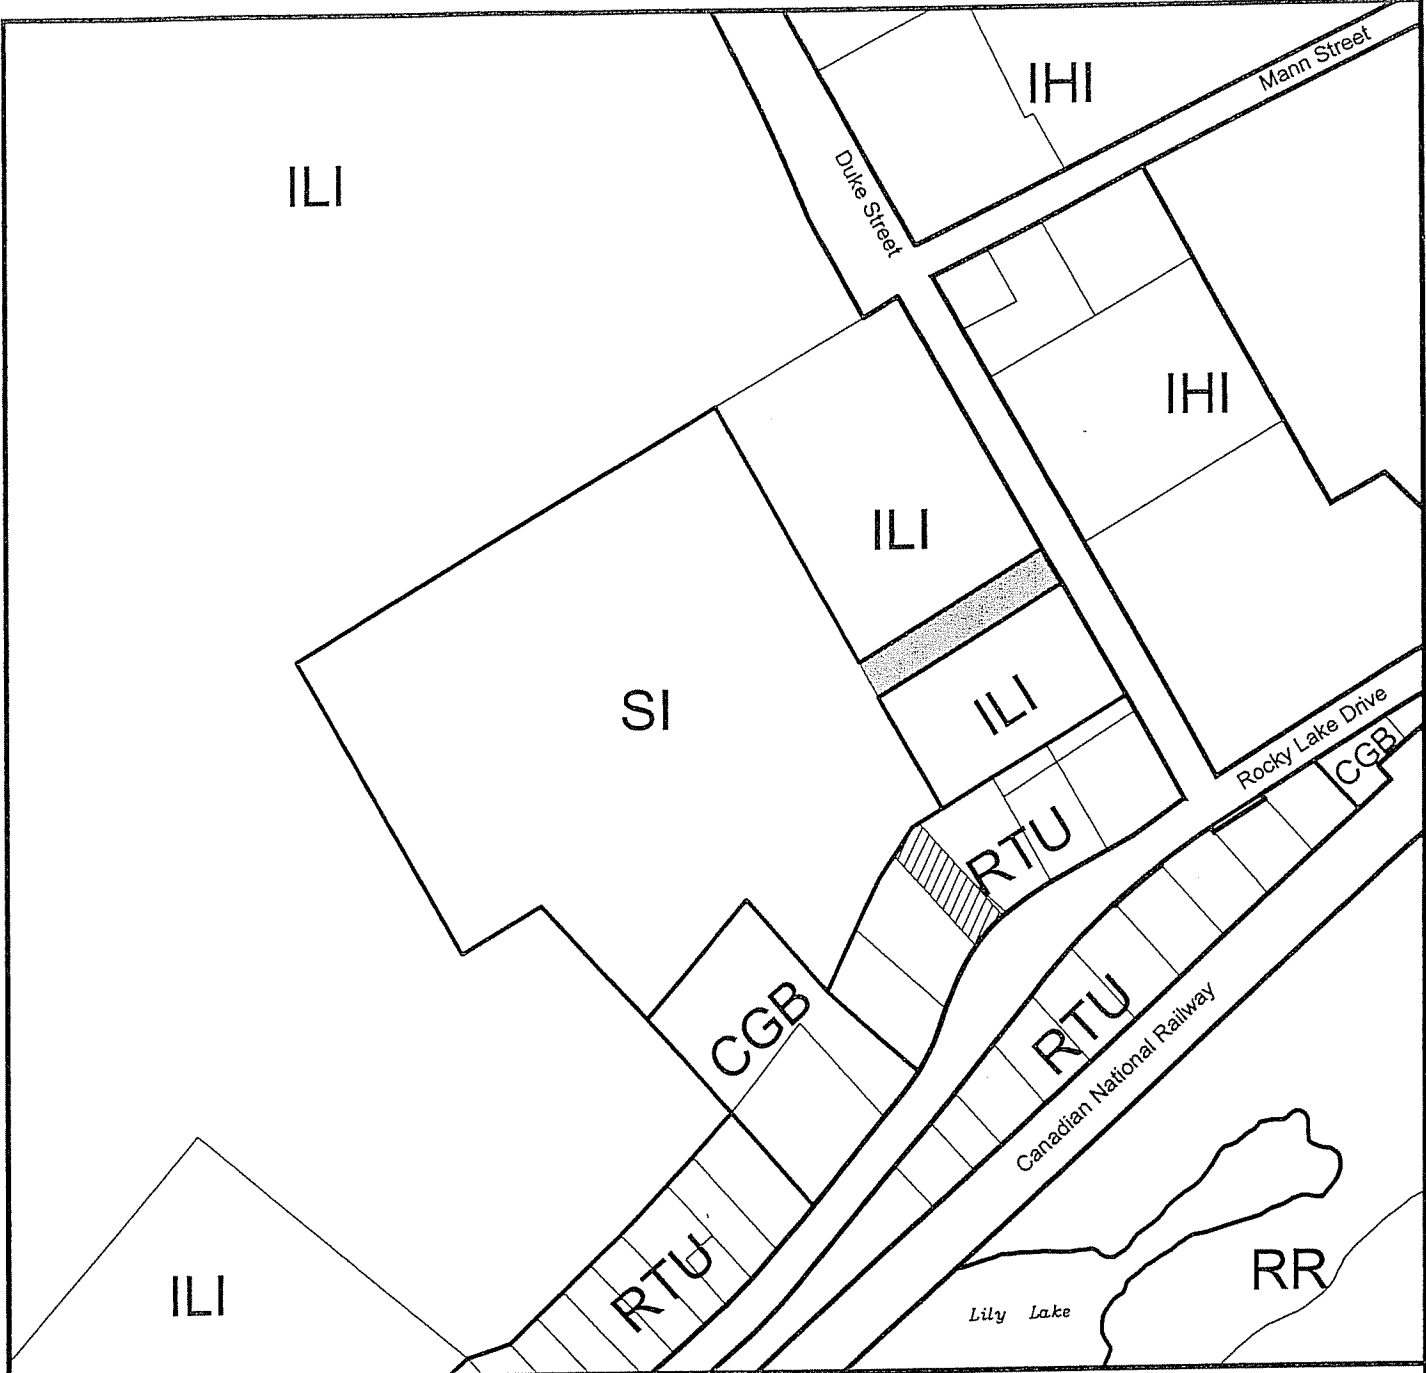 IHI
Mann Street
ILI
Duke Street
IHI
ILI
SI
ILI
Rocky Lake Drive
CGB
RTU
CGB
RTU
Canadian National Railway
RTU
ILI
RR
Lily Lake